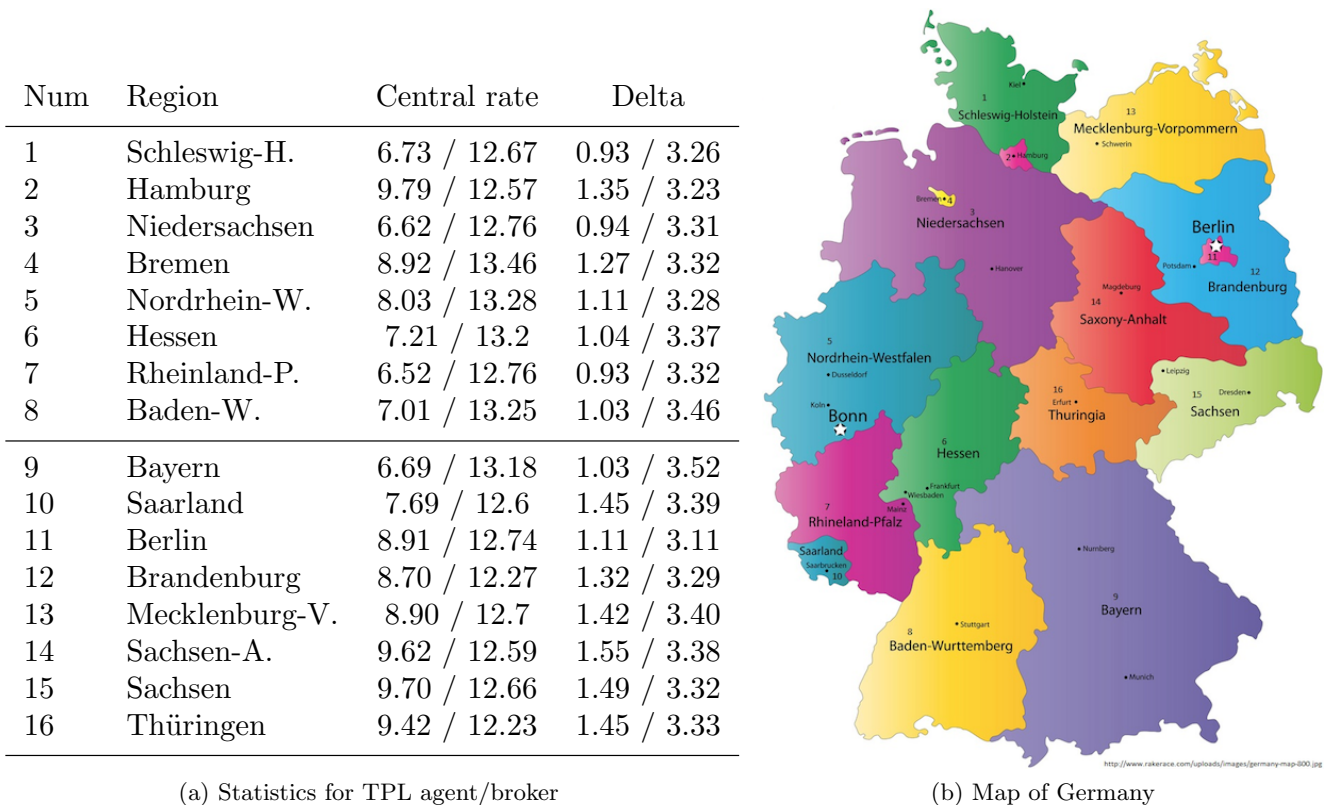 Num Region Central rate Delta
1 Schleswig-H. 6.73 / 12.67 0.93 / 3.26
2 Hamburg 9.79 / 12.57 1.35 / 3.23
3 Niedersachsen 6.62 / 12.76 0.94 / 3.31
4 Bremen 8.92 / 13.46 1.27 / 3.32
5 Nordrhein-W. 8.03 / 13.28 1.11 / 3.28
6 Hessen 7.21 / 13.2 1.04 / 3.37
7 Rheinland-P. 6.52 / 12.76 0.93 / 3.32
8 Baden-W. 7.01 / 13.25 1.03 / 3.46
9 Bayern 6.69 / 13.18 1.03 / 3.52
10 Saarland 7.69 / 12.6 1.45 / 3.39
11 Berlin 8.91 / 12.74 1.11 / 3.11
12 Brandenburg 8.70 / 12.27 1.32 / 3.29
13 Mecklenburg-V. 8.90 / 12.7 1.42 / 3.40
14 Sachsen-A. 9.62 / 12.59 1.55 / 3.38
15 Sachsen 9.70 / 12.66 1.49 / 3.32
16 Thüringen 9.42 / 12.23 1.45 / 3.33
(a) Statistics for TPL agent/broker
Kiel
1
Schleswig-Holstein
13
Mecklenburg-Vorpommern
Schwerin
2 Hamburg
Bremen 4
3
Niedersachsen
Hanover
Berlin
11
Potsdam
12
Brandenburg
Magdeburg
14
Saxony-Anhalt
5
Nordrhein-Westfalen
Dusseldorf
Koln
Bonn
Leipzig
Dresden
15
Sachsen
16
Erfurt
Thuringia
6
Hessen
Frankfurt
Wiesbaden
Mainz
7
Rhineland-Pfalz
Saarland
Saarbrucken
10
Nurnberg
9
Bayern
Stuttgart
8
Baden-Wurttemberg
Munich
http://www.rakerace.com/uploads/images/germany-map-800.jpg
(b) Map of Germany